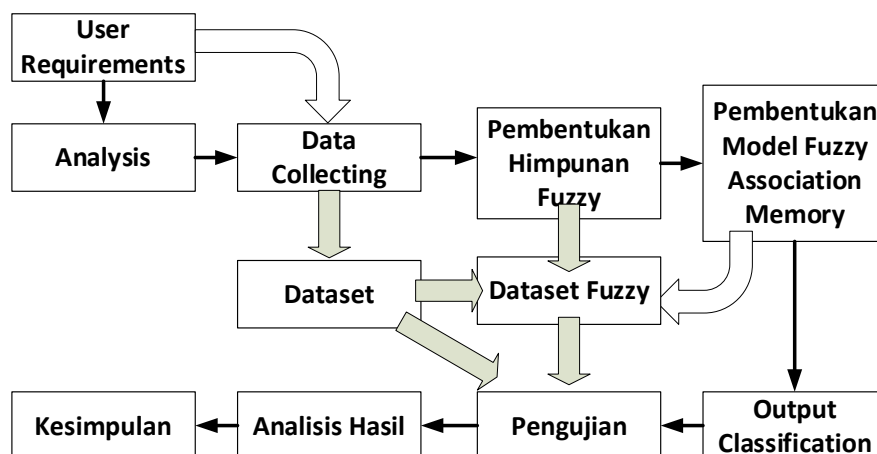 User
Requirements
Analysis
Data
Collecting
Pembentukan
Himpunan
Fuzzy
Pembentukan
Model Fuzzy
Association
Memory
Dataset
Dataset Fuzzy
Kesimpulan
Analisis Hasil
Pengujian
Output
Classification